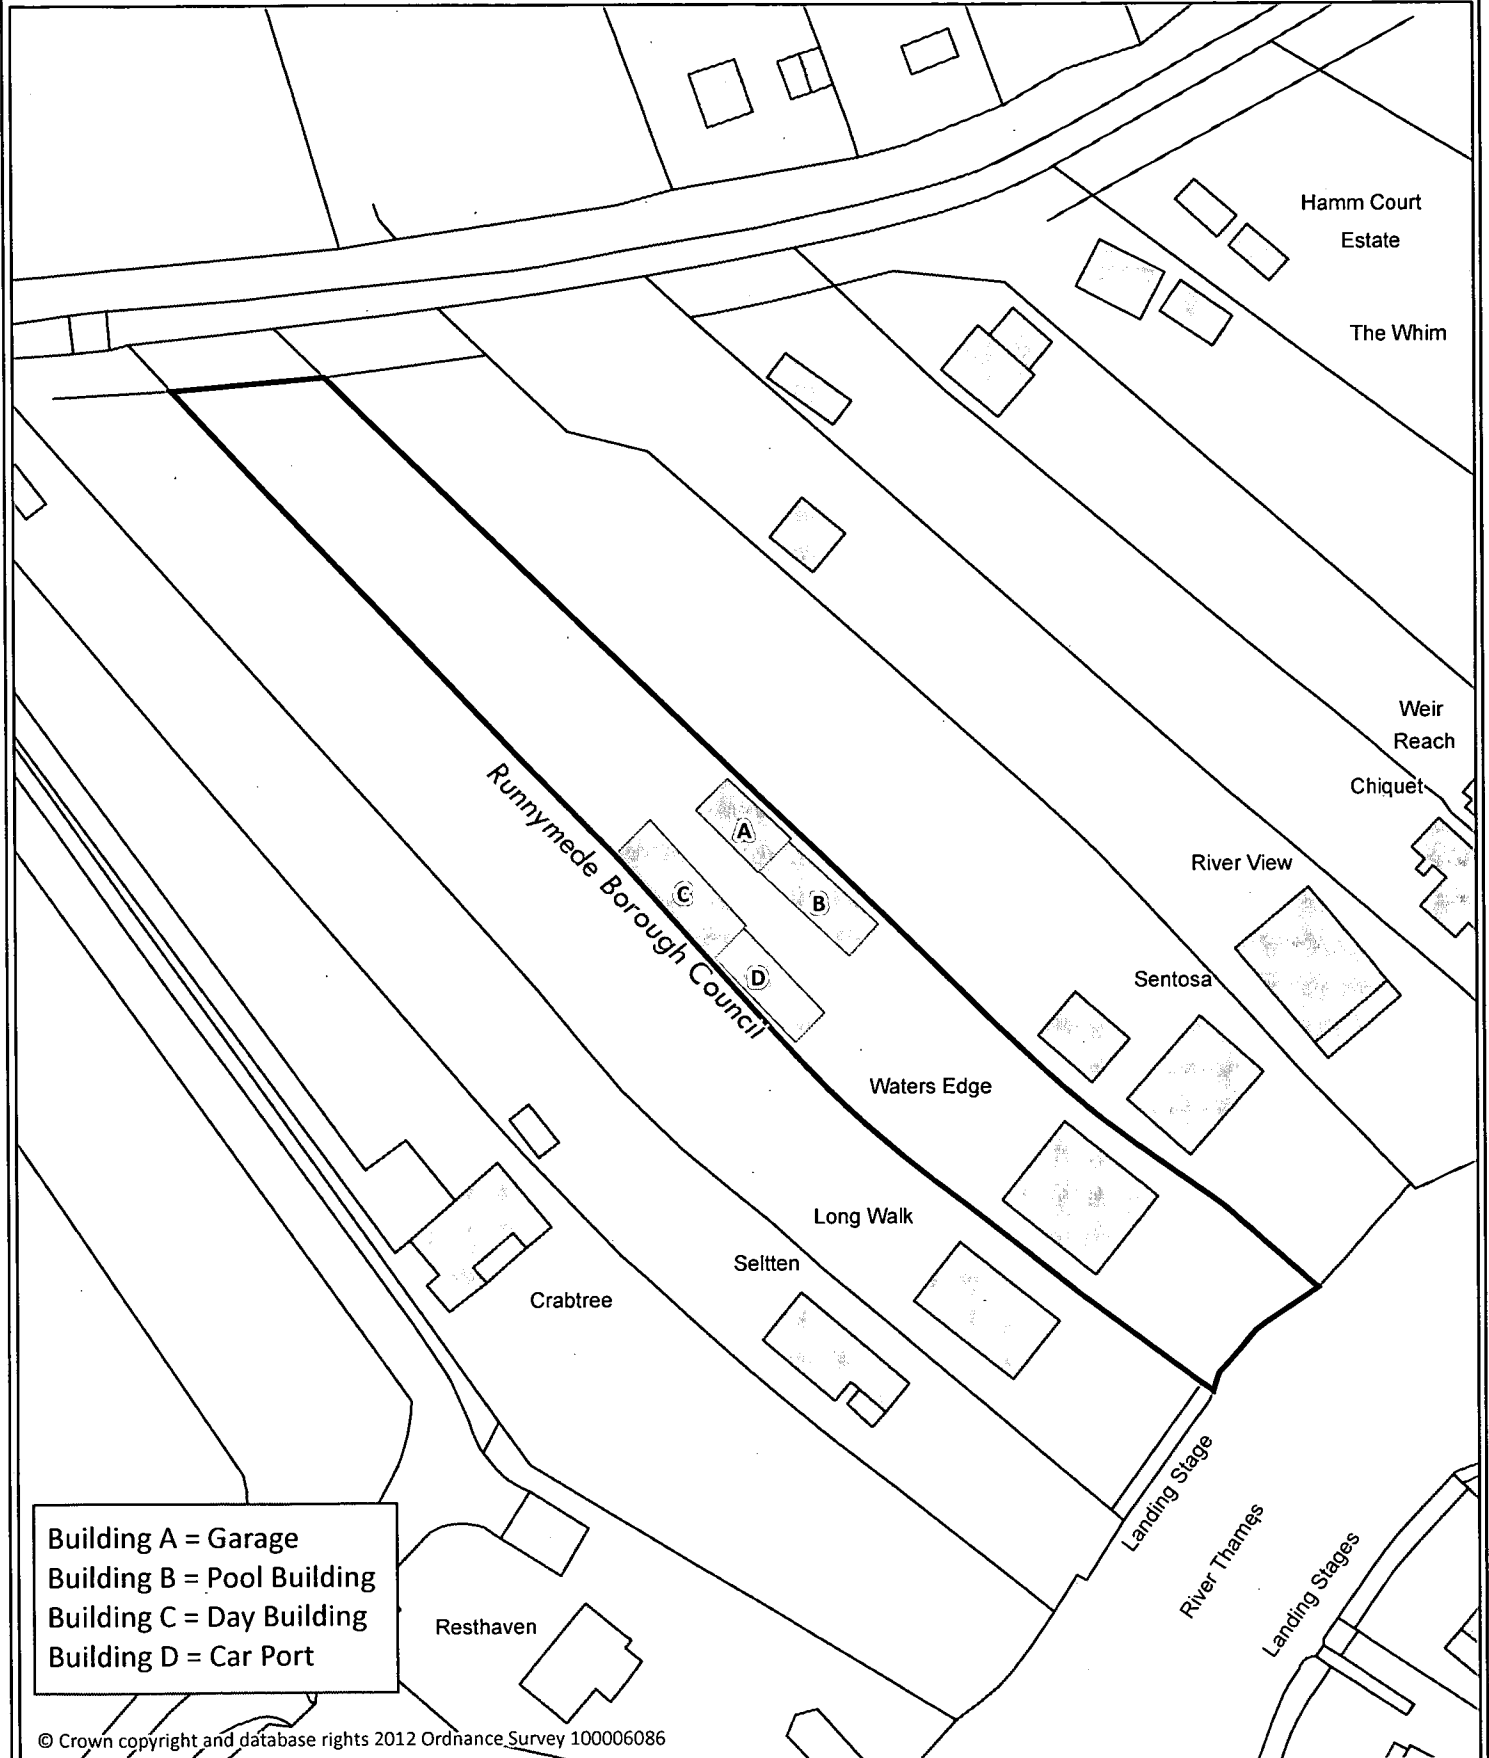 Hamm Court
Estate
The Whim
Weir
Reach
Chiquet
River View
Sentosa
A
B
C
D
Runnymede Borough Council
Waters Edge
Long Walk
Seltten
Crabtree
Landing Stage
River Thames
Landing Stages
Resthaven
Building A = Garage
Building B = Pool Building
Building C = Day Building
Building D = Car Port
© Crown copyright and database rights 2012 Ordnance Survey 100006086